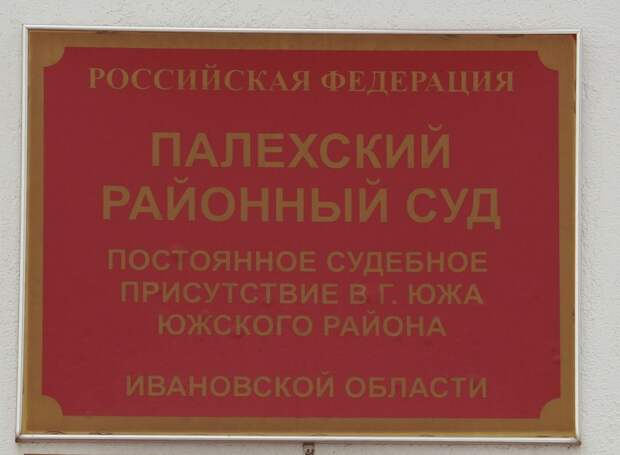 РОССИЙСКАЯ ФЕДЕРАЦИЯ
ПАЛЕХСКИЙ
РАЙОННЫЙ СУД
ПОСТОЯННОЕ СУДЕБНОЕ
ПРИСУТСТВИЕ В Г. ЮЖА
ЮЖСКОГО РАЙОНА
ИВАНОВСКОЙ ОБЛАСТИ